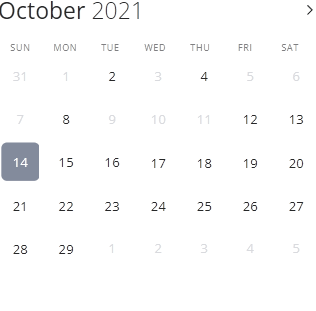 October 2021
SUN MON TUE WED THU FRI SAT
31 1 2 3 4 5 6
7 8 9 10 11 12 13
14 15 16 17 18 19 20
21 22 23 24 25 26 27
28 29 1 2 3 4 5